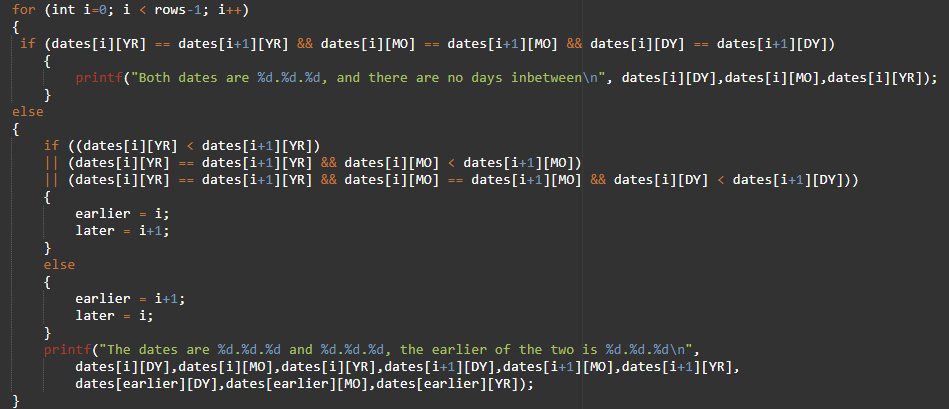 for (int i=0; i < rows-1; i++)
{
if (dates[i][YR] == dates[i+1][YR] && dates[i][MO] == dates[i+1][MO] && dates[i][DY] == dates[i+1][DY])
{
printf("Both dates are %d.%d.%d, and there are no days inbetween\n", dates[i][DY],dates[i][MO],dates[i][YR]);
}
else
{
if ((dates[i][YR] < dates[i+1][YR])
|| (dates[i][YR] == dates[i+1][YR] && dates[i][MO] < dates[i+1][MO])
|| (dates[i][YR] == dates[i+1][YR] && dates[i][MO] == dates[i+1][MO] && dates[i][DY] < dates[i+1][DY]))
{
earlier = i;
later = i+1;
}
else
{
earlier = i+1;
later = i;
}
printf("The dates are %d.%d.%d and %d.%d.%d, the earlier of the two is %d.%d.%d\n",
dates[i][DY],dates[i][MO],dates[i][YR],dates[i+1][DY],dates[i+1][MO],dates[i+1][YR],
dates[earlier][DY],dates[earlier][MO],dates[earlier][YR]);
}